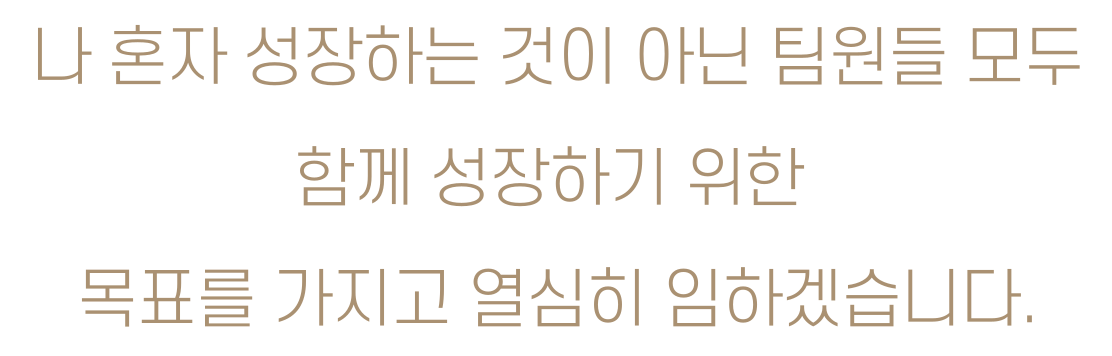 나 혼자 성장하는 것이 아닌 팀원들 모두
함께 성장하기 위한
목표를 가지고 열심히 임하겠습니다.